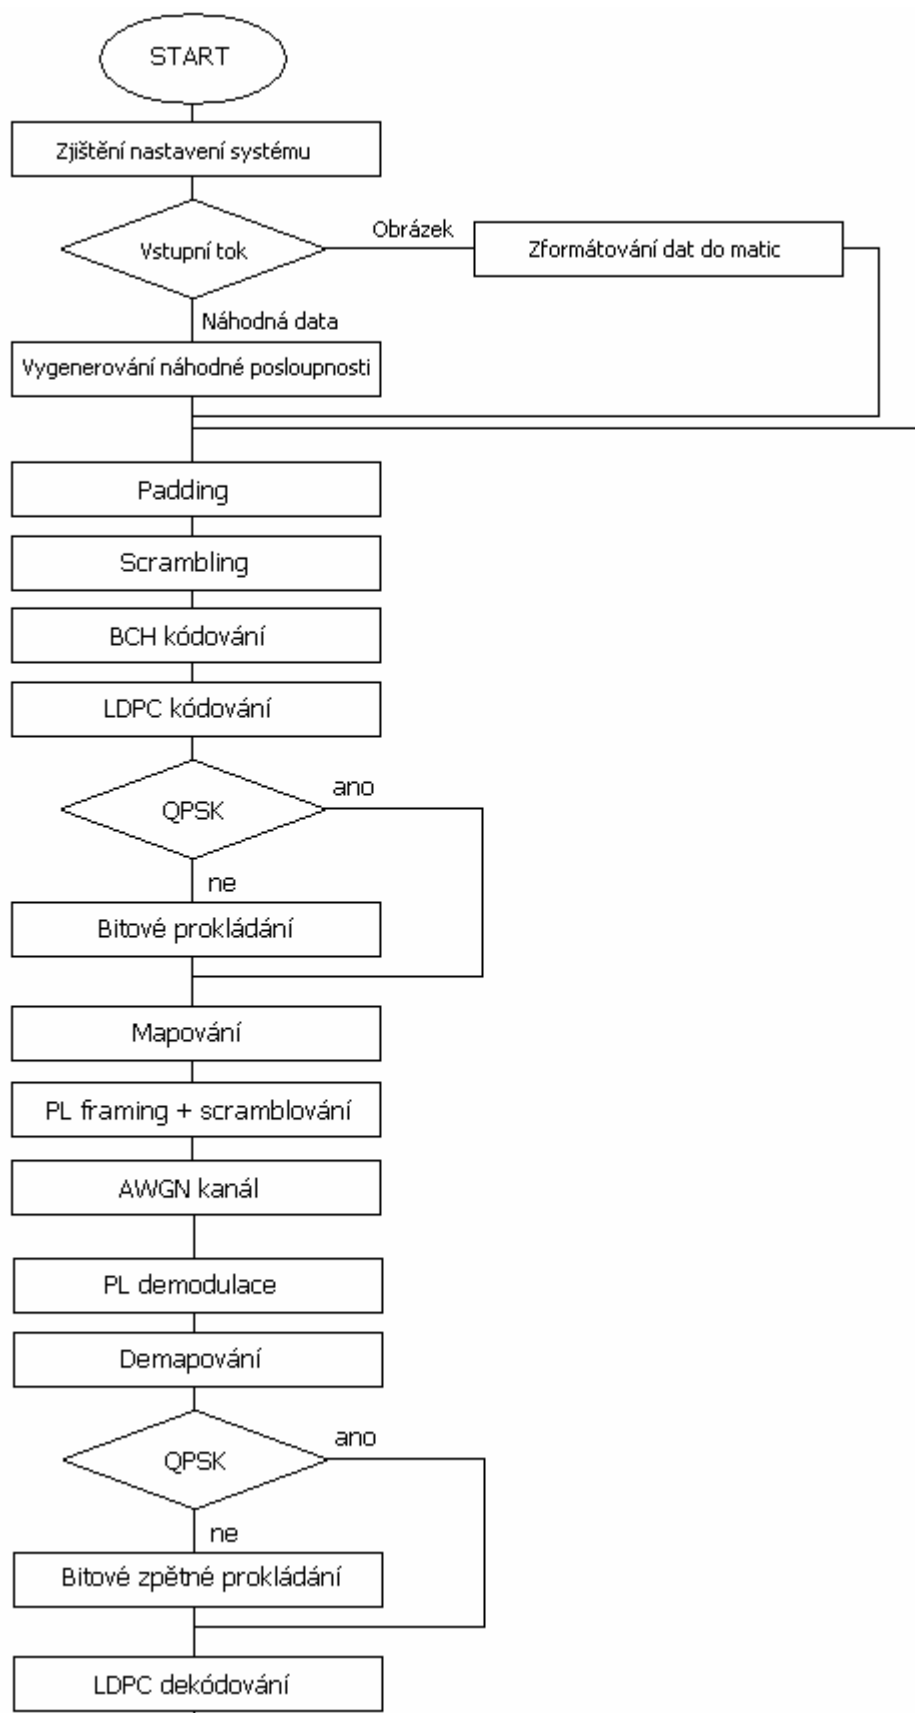 START
Zjištění nastavení systému
Vstupní tok
Obrázek
Zformátování dat do matic
Náhodná data
Vygenerování náhodné posloupnosti
Padding
Scrambling
BCH kódování
LDPC kódování
QPSK
ano
ne
Bitové prokládání
Mapování
PL framing + scramblování
AWGN kanál
PL demodulace
Demapování
QPSK
ano
ne
Bitové zpětné prokládání
LDPC dekódování